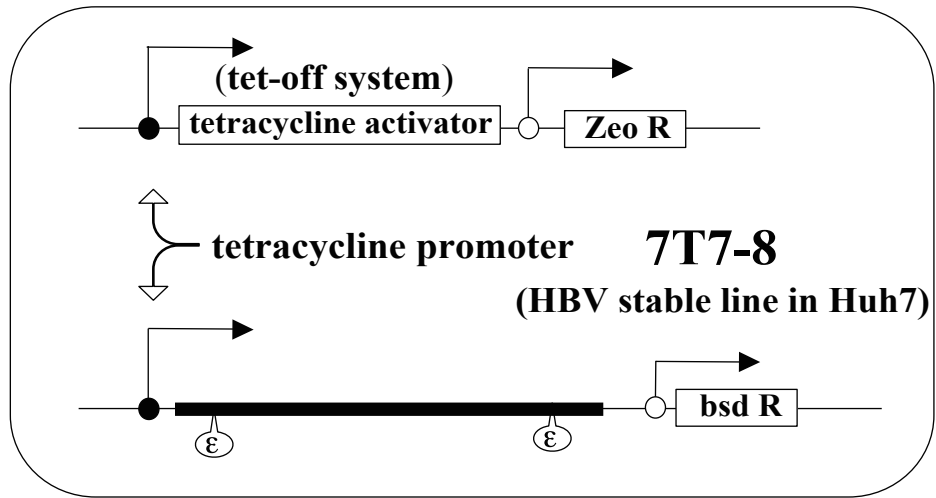 (tet-off system)
tetracycline activator
Zeo R
tetracycline promoter
7T7-8
(HBV stable line in Huh7)
bsd R
ε
ε